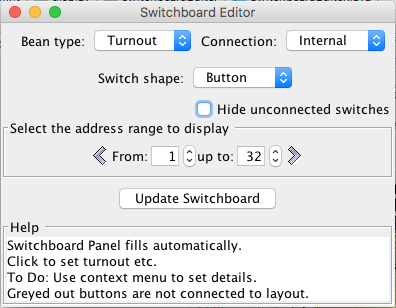 Switchboard Editor
Bean type: Turnout Connection: Internal
Switch shape: Button
Hide unconnected switches
Select the address range to display
From: 1 up to: 32
Update Switchboard
Help
Switchboard Panel fills automatically.
Click to set turnout etc.
To Do: Use context menu to set details.
Greyed out buttons are not connected to layout.